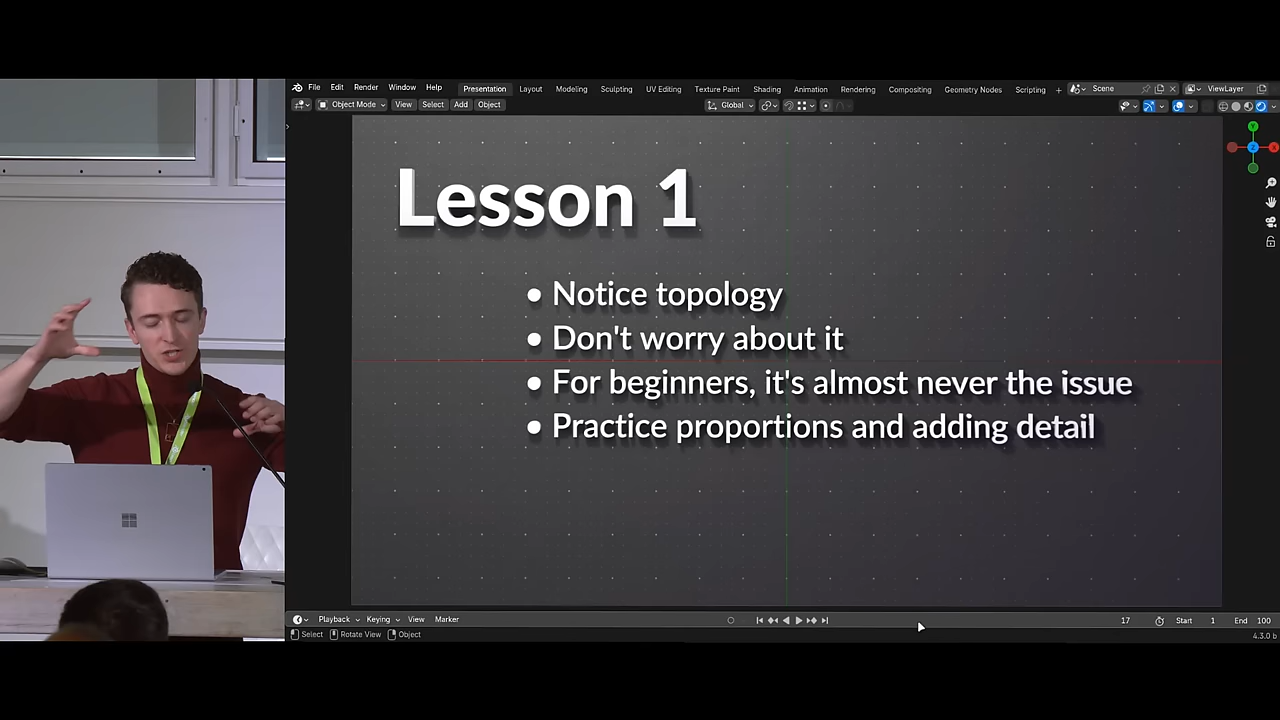 File Edit Render Window Help Presentation Layout Modeling Sculpting UV Editing Texture Paint Shading Animation Rendering Compositing Geometry Nodes Scripting + Scene ViewLayer
Object Mode View Select Add Object Global
Y
Z X
Lesson 1
• Notice topology
• Don't worry about it
• For beginners, it's almost never the issue
• Practice proportions and adding detail
Playback Keying View Marker 17 Start 1 End 100
Select Rotate View Object 4.3.0 b